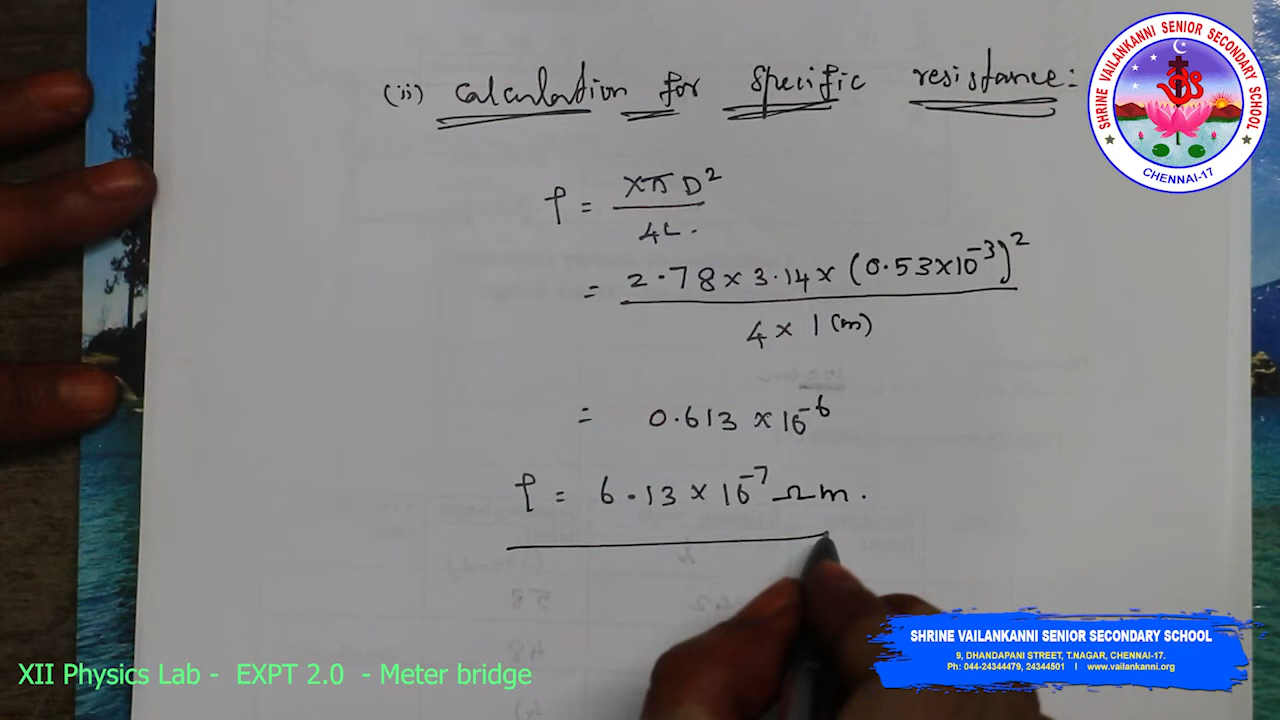 (ii) Calculation for Specific resistance:
ρ = XπD²
4L.
= 2.78 × 3.14 × (0.53×10⁻³)²
4 × 1 (m)
= 0.613 × 10⁻⁶
ρ = 6.13 × 10⁻⁷ Ωm.
SHRINE VAILANKANNI SENIOR SECONDARY SCHOOL
CHENNAI-17
SHRINE VAILANKANNI SENIOR SECONDARY SCHOOL
9, DHANDAPANI STREET, T.NAGAR, CHENNAI-17.
Ph: 044-24344479, 24344501 I www.vailankanni.org
XII Physics Lab - EXPT 2.0 - Meter bridge